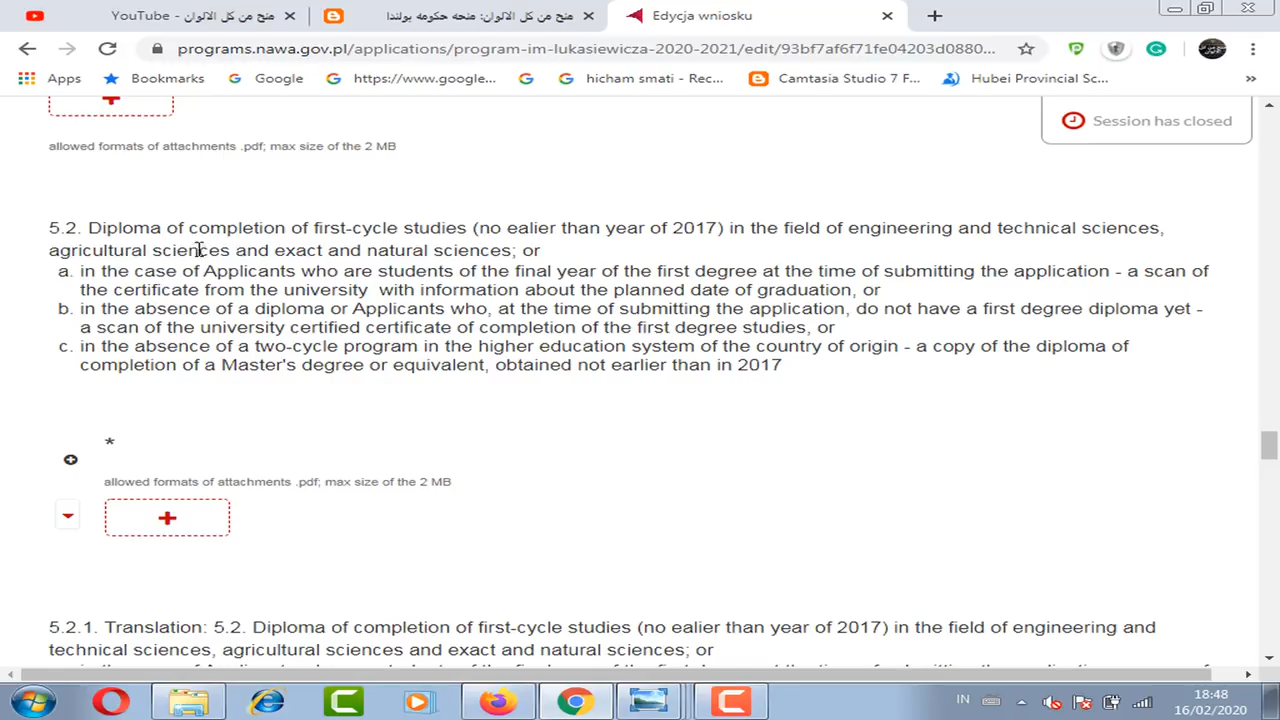 منح من كل الالوان - YouTube
منح من كل الالوان: منحه حكومه بولندا
Edycja wniosku
programs.nawa.gov.pl/applications/program-im-lukasiewicza-2020-2021/edit/93bf7af6f71fe04203d0880...
Apps
Bookmarks
Google
https://www.google...
hicham smati - Rec...
Camtasia Studio 7 F...
Hubei Provincial Sc...
»
Session has closed
allowed formats of attachments .pdf; max size of the 2 MB
5.2. Diploma of completion of first-cycle studies (no ealier than year of 2017) in the field of engineering and technical sciences,
agricultural sciences and exact and natural sciences; or
a. in the case of Applicants who are students of the final year of the first degree at the time of submitting the application - a scan of
the certificate from the university with information about the planned date of graduation, or
b. in the absence of a diploma or Applicants who, at the time of submitting the application, do not have a first degree diploma yet -
a scan of the university certified certificate of completion of the first degree studies, or
c. in the absence of a two-cycle program in the higher education system of the country of origin - a copy of the diploma of
completion of a Master's degree or equivalent, obtained not earlier than in 2017
*
allowed formats of attachments .pdf; max size of the 2 MB
5.2.1. Translation: 5.2. Diploma of completion of first-cycle studies (no ealier than year of 2017) in the field of engineering and
technical sciences, agricultural sciences and exact and natural sciences; or
IN
18:48
16/02/2020